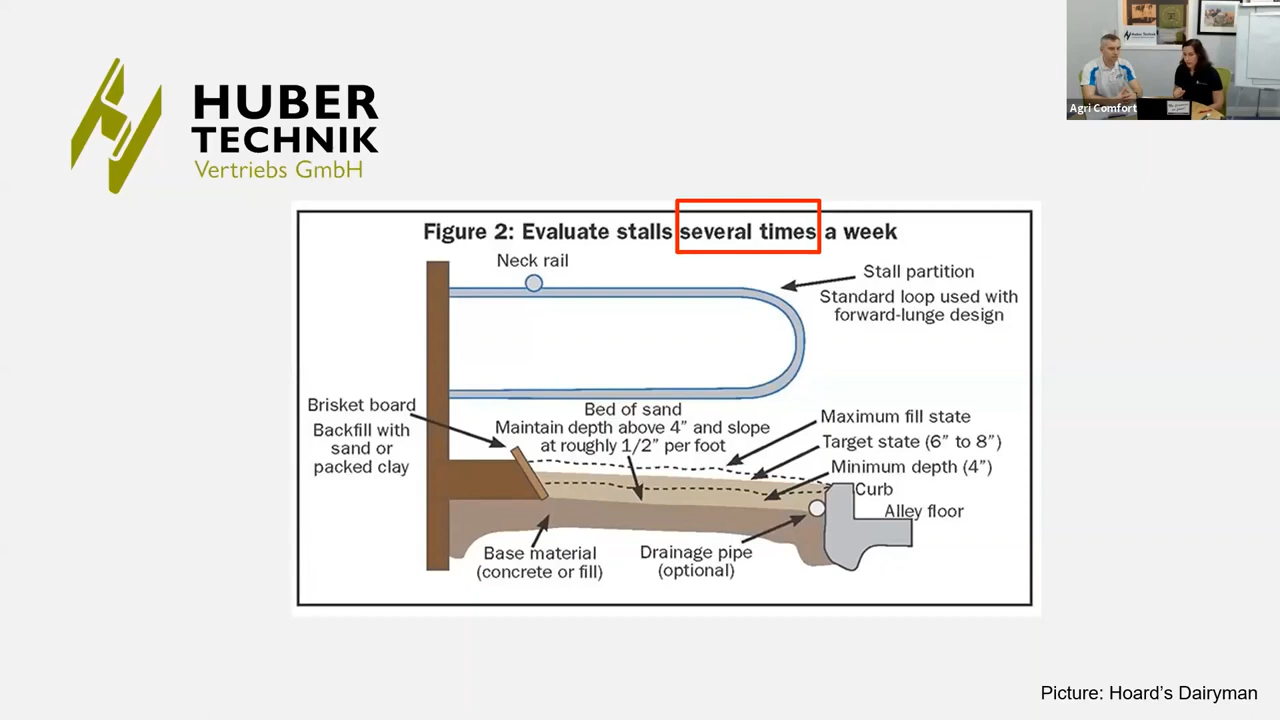 HUBER
TECHNIK
Vertriebs GmbH
Agri Comfort
Figure 2: Evaluate stalls several times a week
Neck rail
Stall partition
Standard loop used with
forward-lunge design
Brisket board
Backfill with
sand or
packed clay
Bed of sand
Maintain depth above 4” and slope
at roughly 1/2” per foot
Maximum fill state
Target state (6” to 8”)
Minimum depth (4”)
Curb
Alley floor
Base material
(concrete or fill)
Drainage pipe
(optional)
Picture: Hoard’s Dairyman